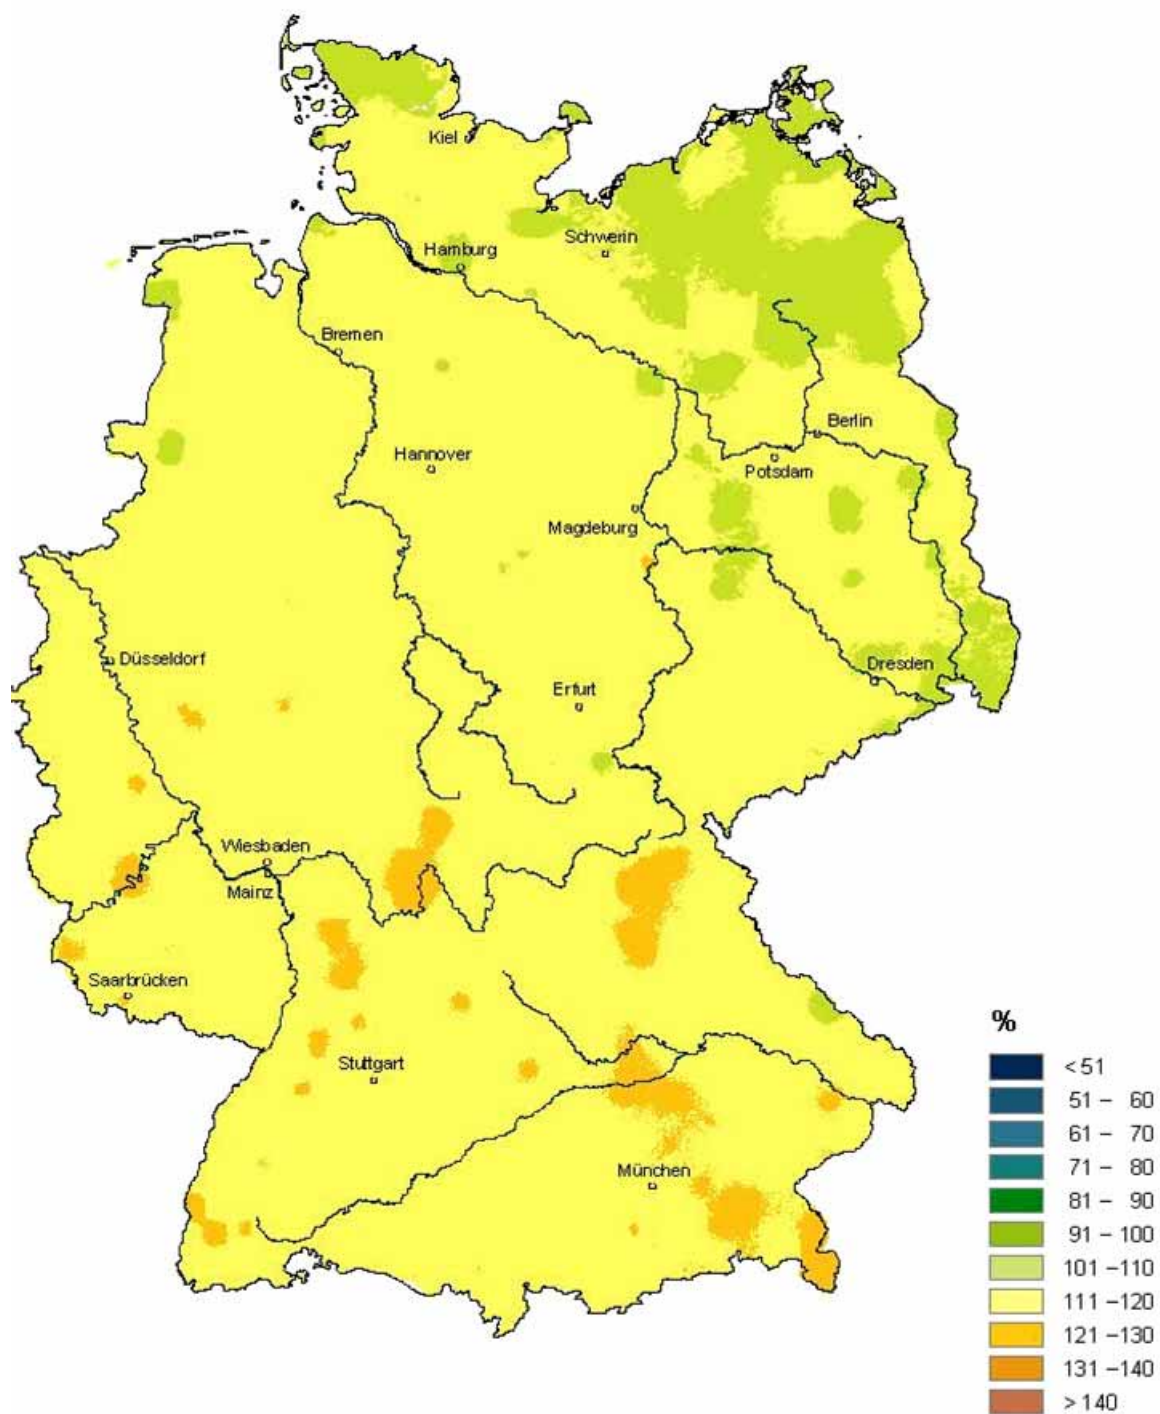 Kiel
Schwerin
Hamburg
Bremen
Berlin
Hannover
Potsdam
Magdeburg
Düsseldorf
Dresden
Erfurt
Wiesbaden
Mainz
Saarbrücken
Stuttgart
München
%
< 51
51 – 60
61 – 70
71 – 80
81 – 90
91 – 100
101 –110
111 –120
121 –130
131 –140
> 140